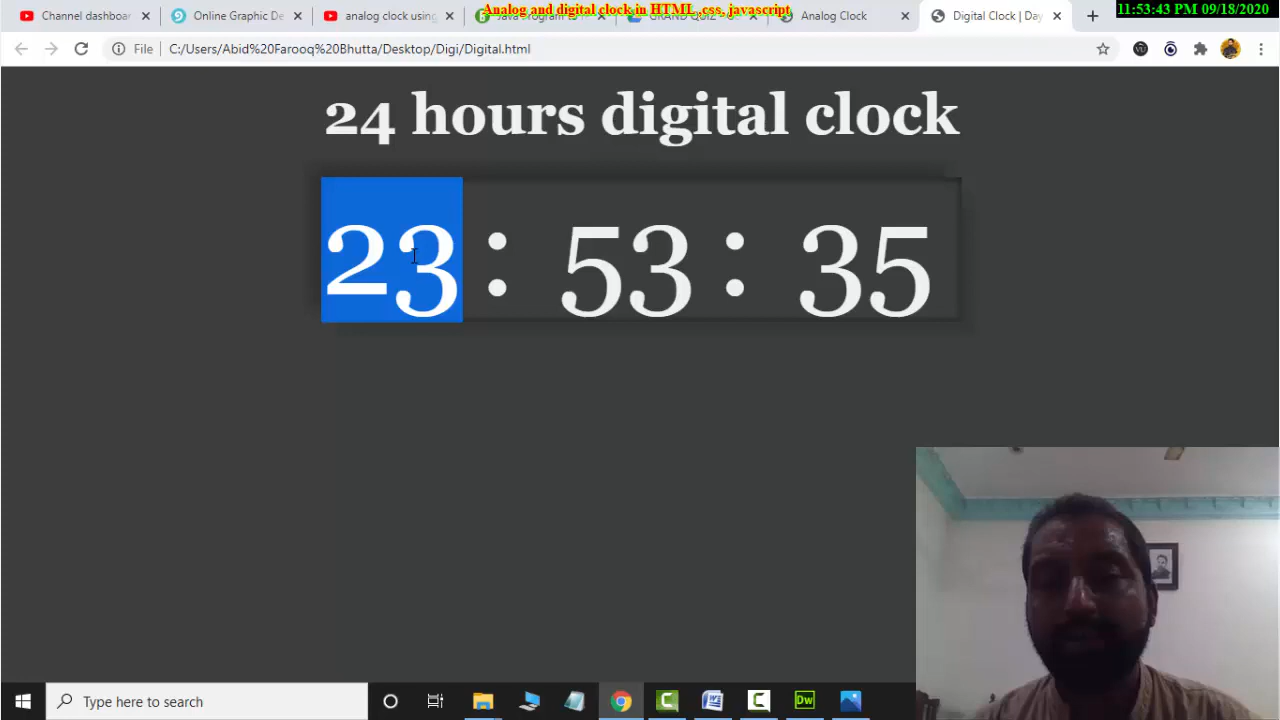 Channel dashboar
Online Graphic De
analog clock using
Analog Clock
Digital Clock | Day
Analog and digital clock in HTML ,css, javascript
11:53:43 PM 09/18/2020
File
C:/Users/Abid%20Farooq%20Bhutta/Desktop/Digi/Digital.html
24 hours digital clock
23 : 53 : 35
Type here to search